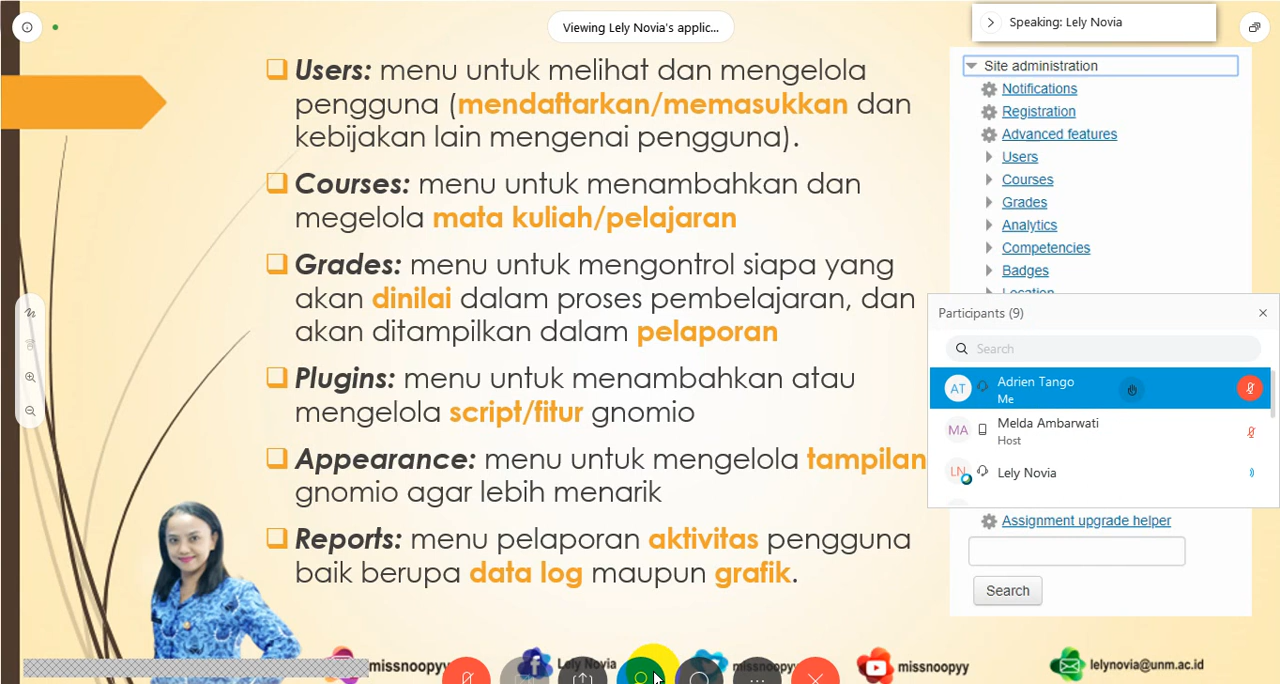 Viewing Lely Novia's applic...
Speaking: Lely Novia
Users: menu untuk melihat dan mengelola
pengguna (mendaftarkan/memasukkan dan
kebijakan lain mengenai pengguna).
Courses: menu untuk menambahkan dan
megelola mata kuliah/pelajaran
Grades: menu untuk mengontrol siapa yang
akan dinilai dalam proses pembelajaran, dan
akan ditampilkan dalam pelaporan
Plugins: menu untuk menambahkan atau
mengelola script/fitur gnomio
Appearance: menu untuk mengelola tampilan
gnomio agar lebih menarik
Reports: menu pelaporan aktivitas pengguna
baik berupa data log maupun grafik.
Site administration
Notifications
Registration
Advanced features
Users
Courses
Grades
Analytics
Competencies
Badges
Location
Participants (9)
Search
AT
Adrien Tango
Me
MA
Melda Ambarwati
Host
LN
Lely Novia
Assignment upgrade helper
Search
missnoopyy
Lely Novia
missnoopyy
missnoopyy
lelynovia@unm.ac.id